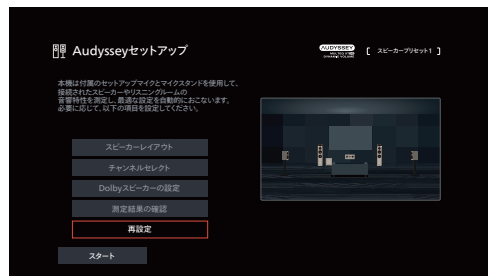 Audysseyセットアップ
AUDYSSEY
MULTEQ XT32
DYNAMIC VOLUME
[ スピーカープリセット1 ]
本機は付属のセットアップマイクとマイクスタンドを使用して、
接続されたスピーカーやリスニングルームの
音響特性を測定し、最適な設定を自動的におこないます。
必要に応じて、以下の項目を設定してください。
スピーカーレイアウト
チャンネルセレクト
Dolbyスピーカーの設定
測定結果の確認
再設定
スタート